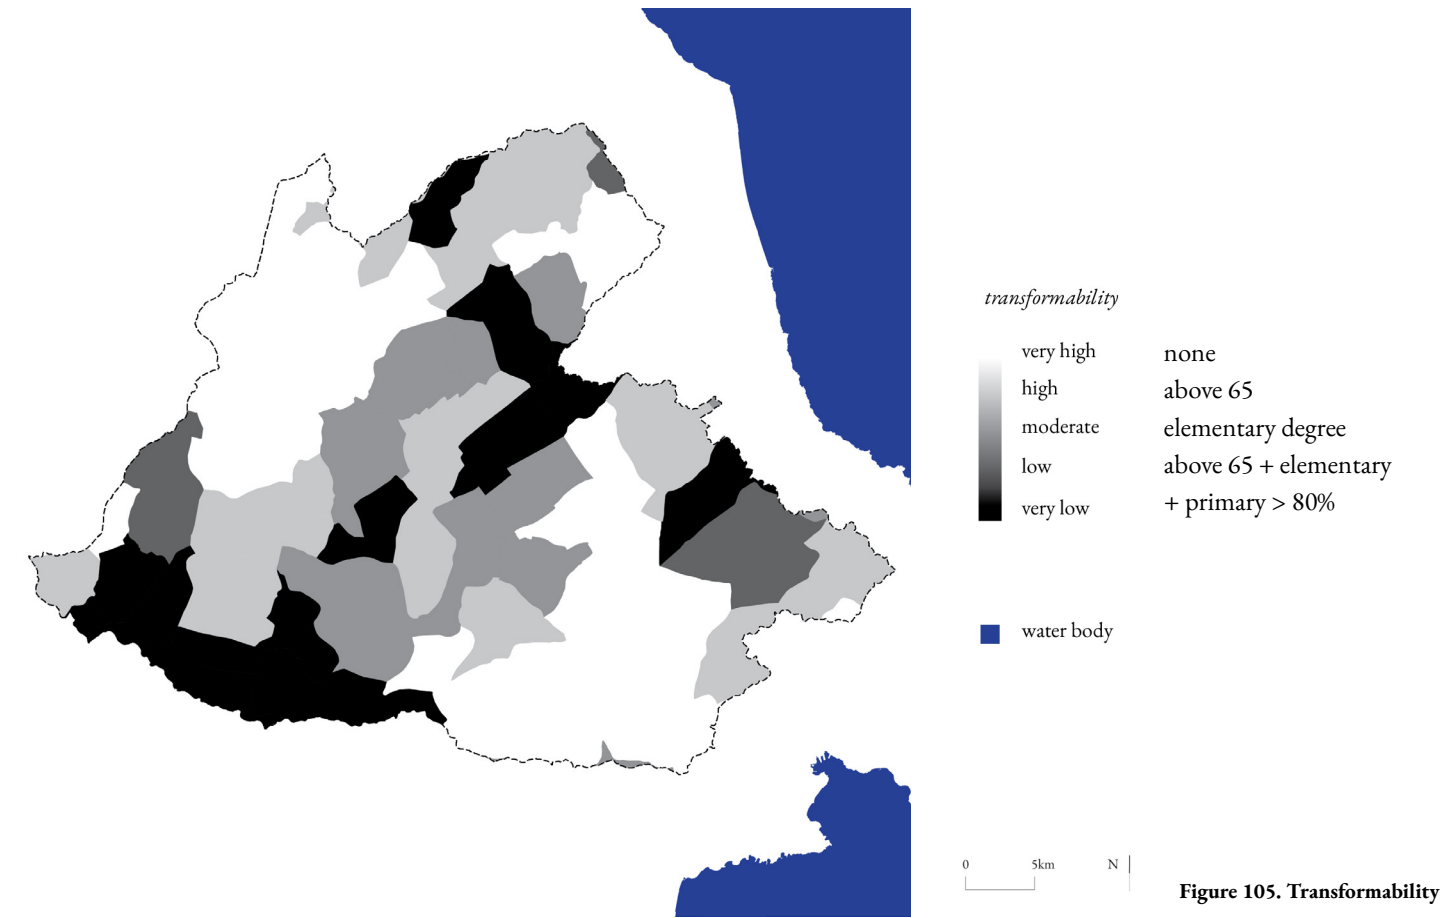 transformability
very high none
high above 65
moderate elementary degree
low above 65 + elementary
very low + primary > 80%
water body
0 5km N
Figure 105. Transformability